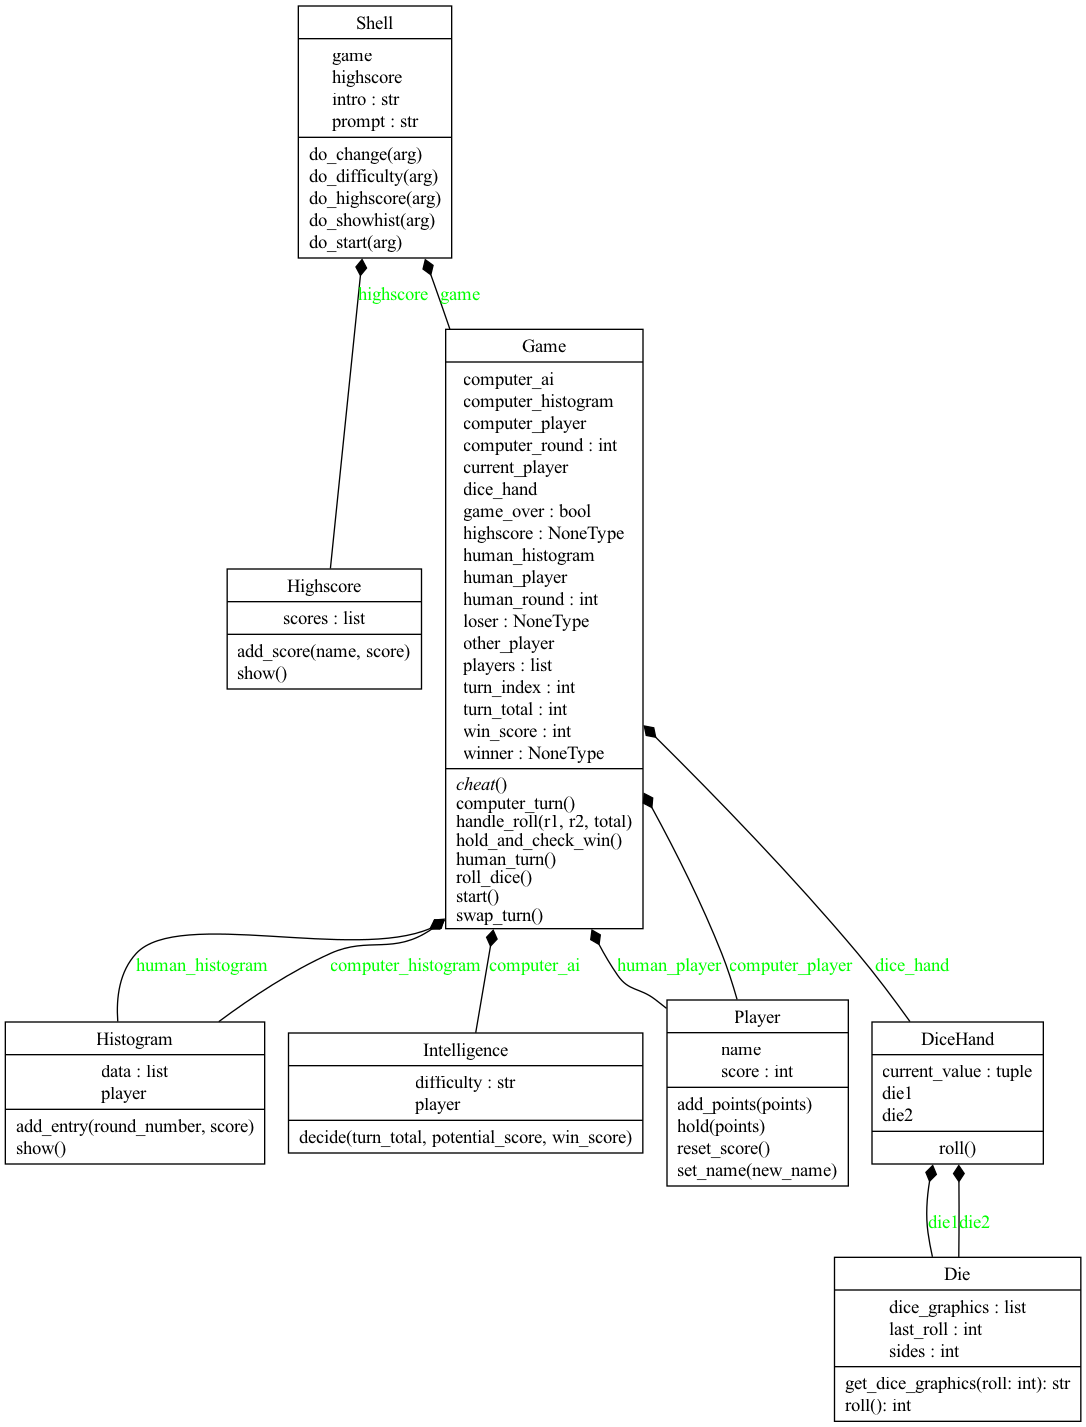 Shell
game
highscore
intro : str
prompt : str
do_change(arg)
do_difficulty(arg)
do_highscore(arg)
do_showhist(arg)
do_start(arg)
highscore
game
Game
computer_ai
computer_histogram
computer_player
computer_round : int
current_player
dice_hand
game_over : bool
highscore : NoneType
human_histogram
human_player
human_round : int
loser : NoneType
other_player
players : list
turn_index : int
turn_total : int
win_score : int
winner : NoneType
cheat()
computer_turn()
handle_roll(r1, r2, total)
hold_and_check_win()
human_turn()
roll_dice()
start()
swap_turn()
Highscore
scores : list
add_score(name, score)
show()
human_histogram
computer_histogram
computer_ai
human_player
computer_player
dice_hand
Histogram
data : list
player
add_entry(round_number, score)
show()
Intelligence
difficulty : str
player
decide(turn_total, potential_score, win_score)
Player
name
score : int
add_points(points)
hold(points)
reset_score()
set_name(new_name)
DiceHand
current_value : tuple
die1
die2
roll()
die1
die2
Die
dice_graphics : list
last_roll : int
sides : int
get_dice_graphics(roll: int): str
roll(): int